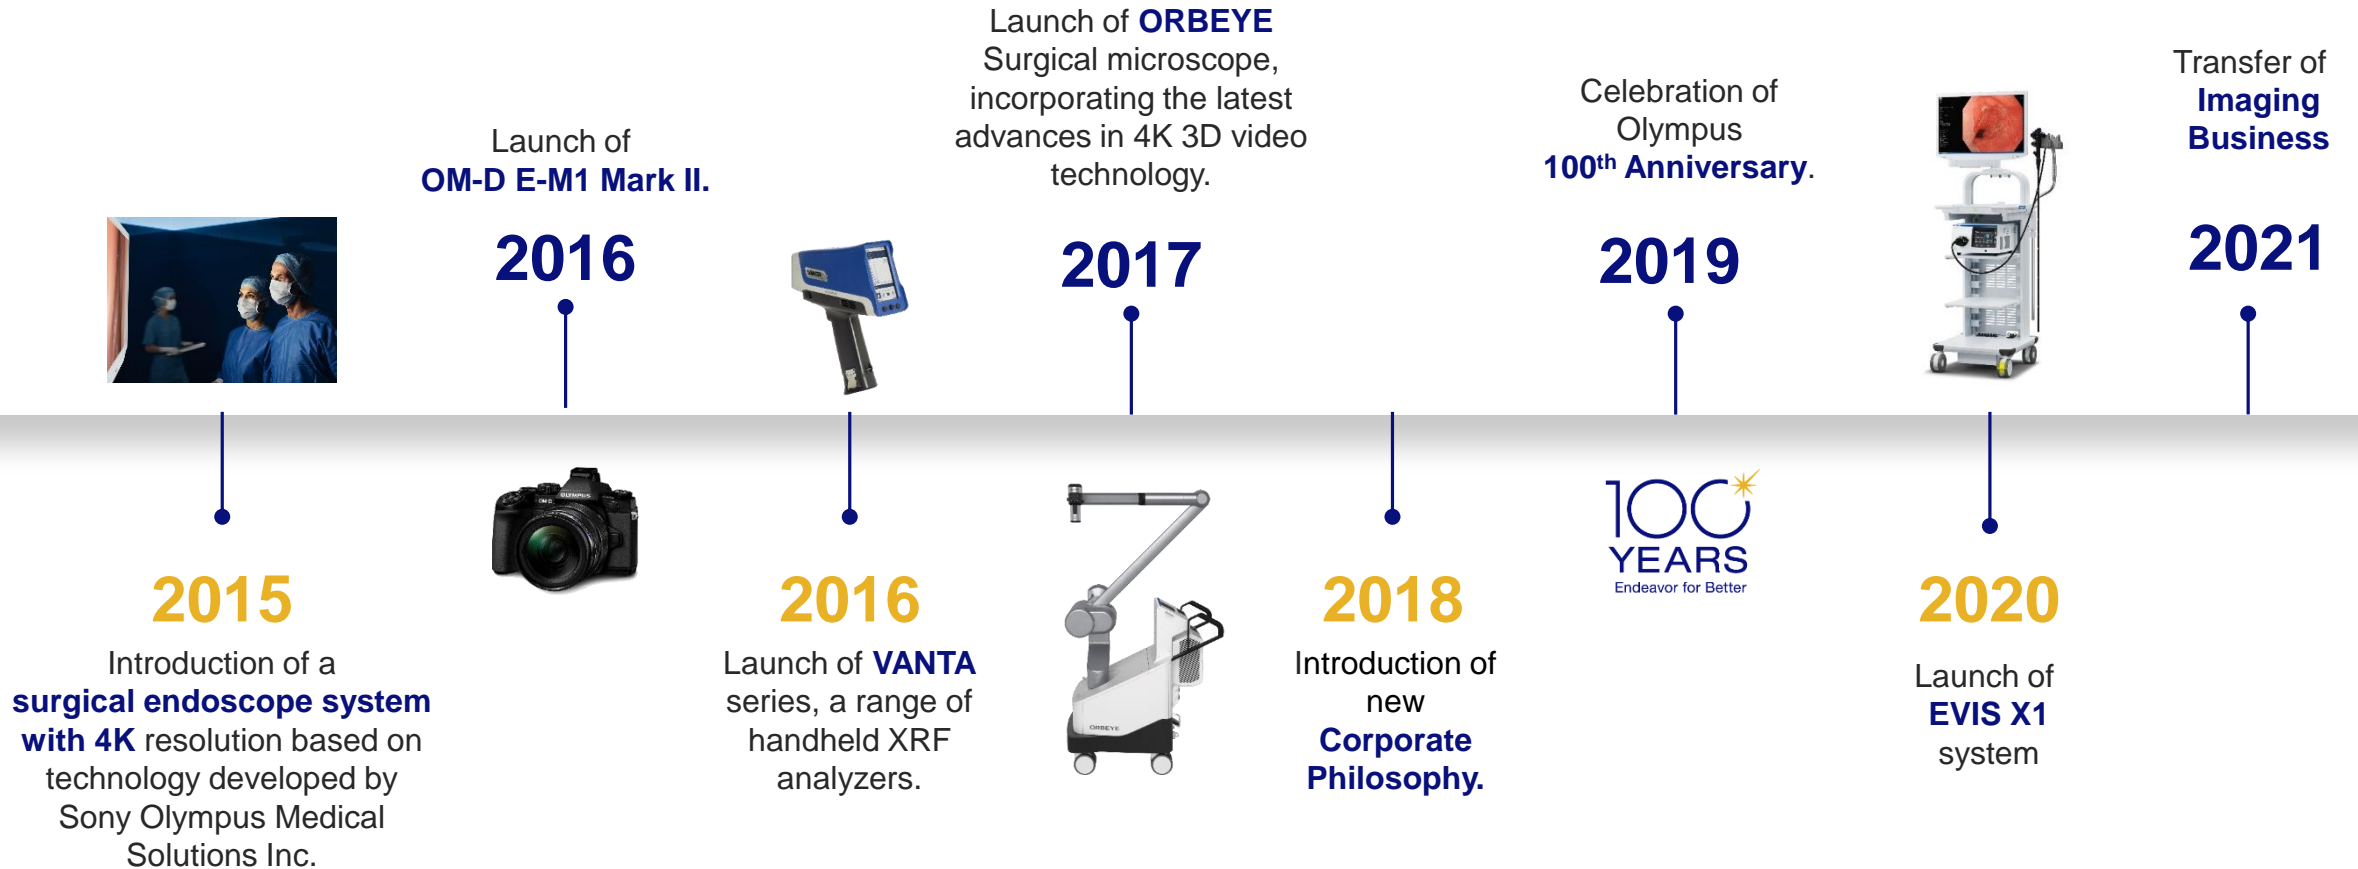 Launch of ORBEYE
Surgical microscope,
incorporating the latest
advances in 4K 3D video
technology.
2017
Launch of
OM-D E-M1 Mark II.
2016
Celebration of
Olympus
100th Anniversary.
2019
Transfer of
Imaging
Business
2021
VANTA
OLYMPUS
OM-D
ORBEYE
100
YEARS
Endeavor for Better
2015
Introduction of a
surgical endoscope system
with 4K resolution based on
technology developed by
Sony Olympus Medical
Solutions Inc.
2016
Launch of VANTA
series, a range of
handheld XRF
analyzers.
2018
Introduction of
new
Corporate
Philosophy.
2020
Launch of
EVIS X1
system